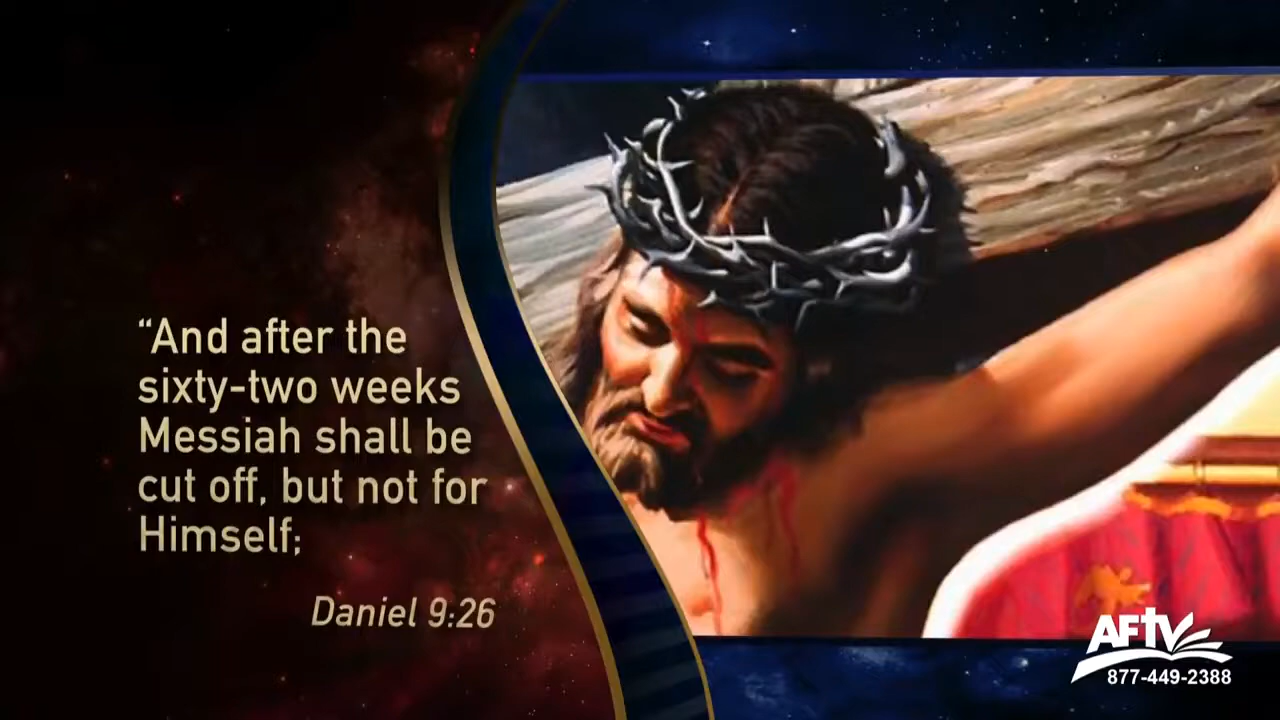 “And after the
sixty-two weeks
Messiah shall be
cut off, but not for
Himself;
Daniel 9:26
AFTV
877-449-2388